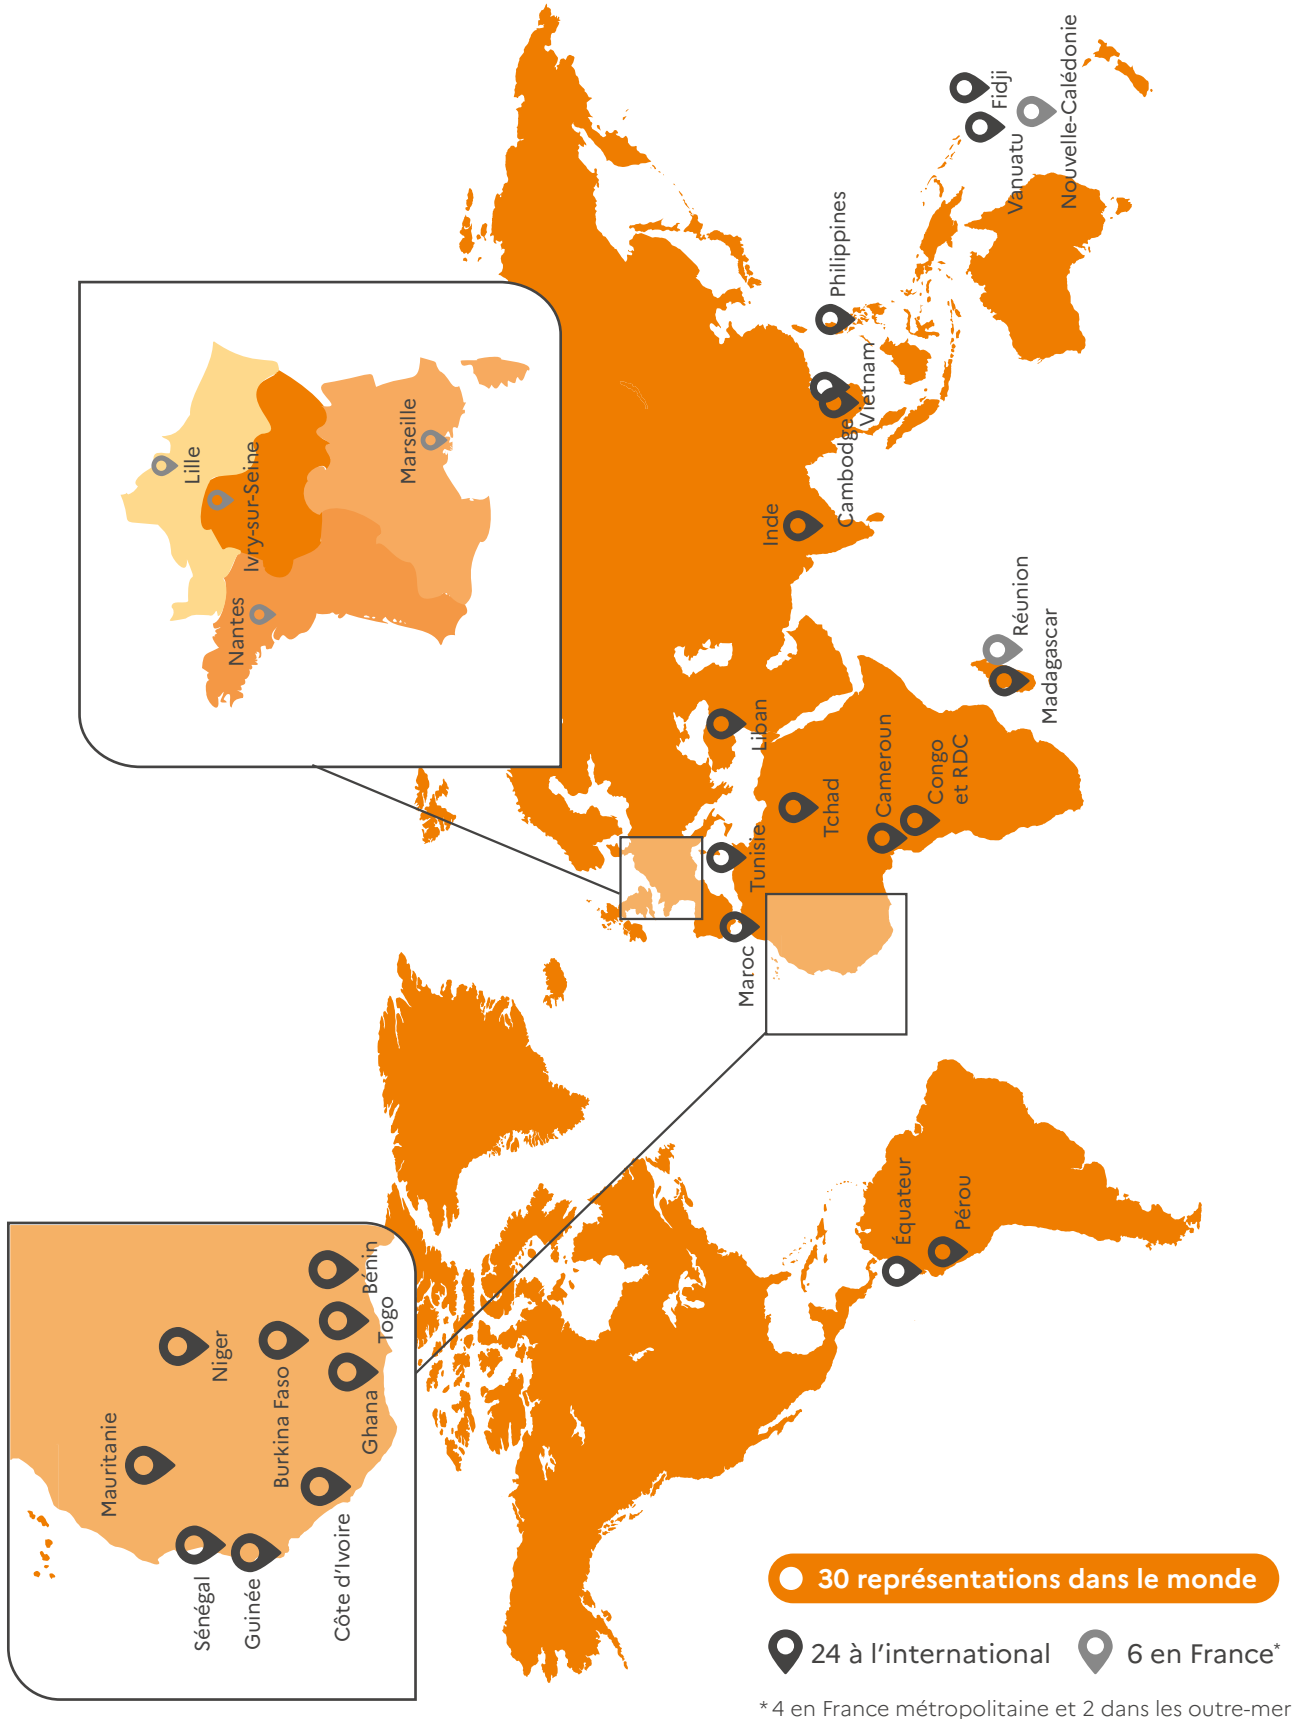 Lille
Ivry-sur-Seine
Nantes
Marseille
Mauritanie
Niger
Sénégal
Guinée
Burkina Faso
Bénin
Togo
Ghana
Côte d'Ivoire
Maroc
Tunisie
Liban
Tchad
Cameroun
Congo
et RDC
Madagascar
Réunion
Inde
Cambodge
Vietnam
Philippines
Vanuatu
Fidji
Nouvelle-Calédonie
Équateur
Pérou
30 représentations dans le monde
24 à l’international
6 en France*
* 4 en France métropolitaine et 2 dans les outre-mer